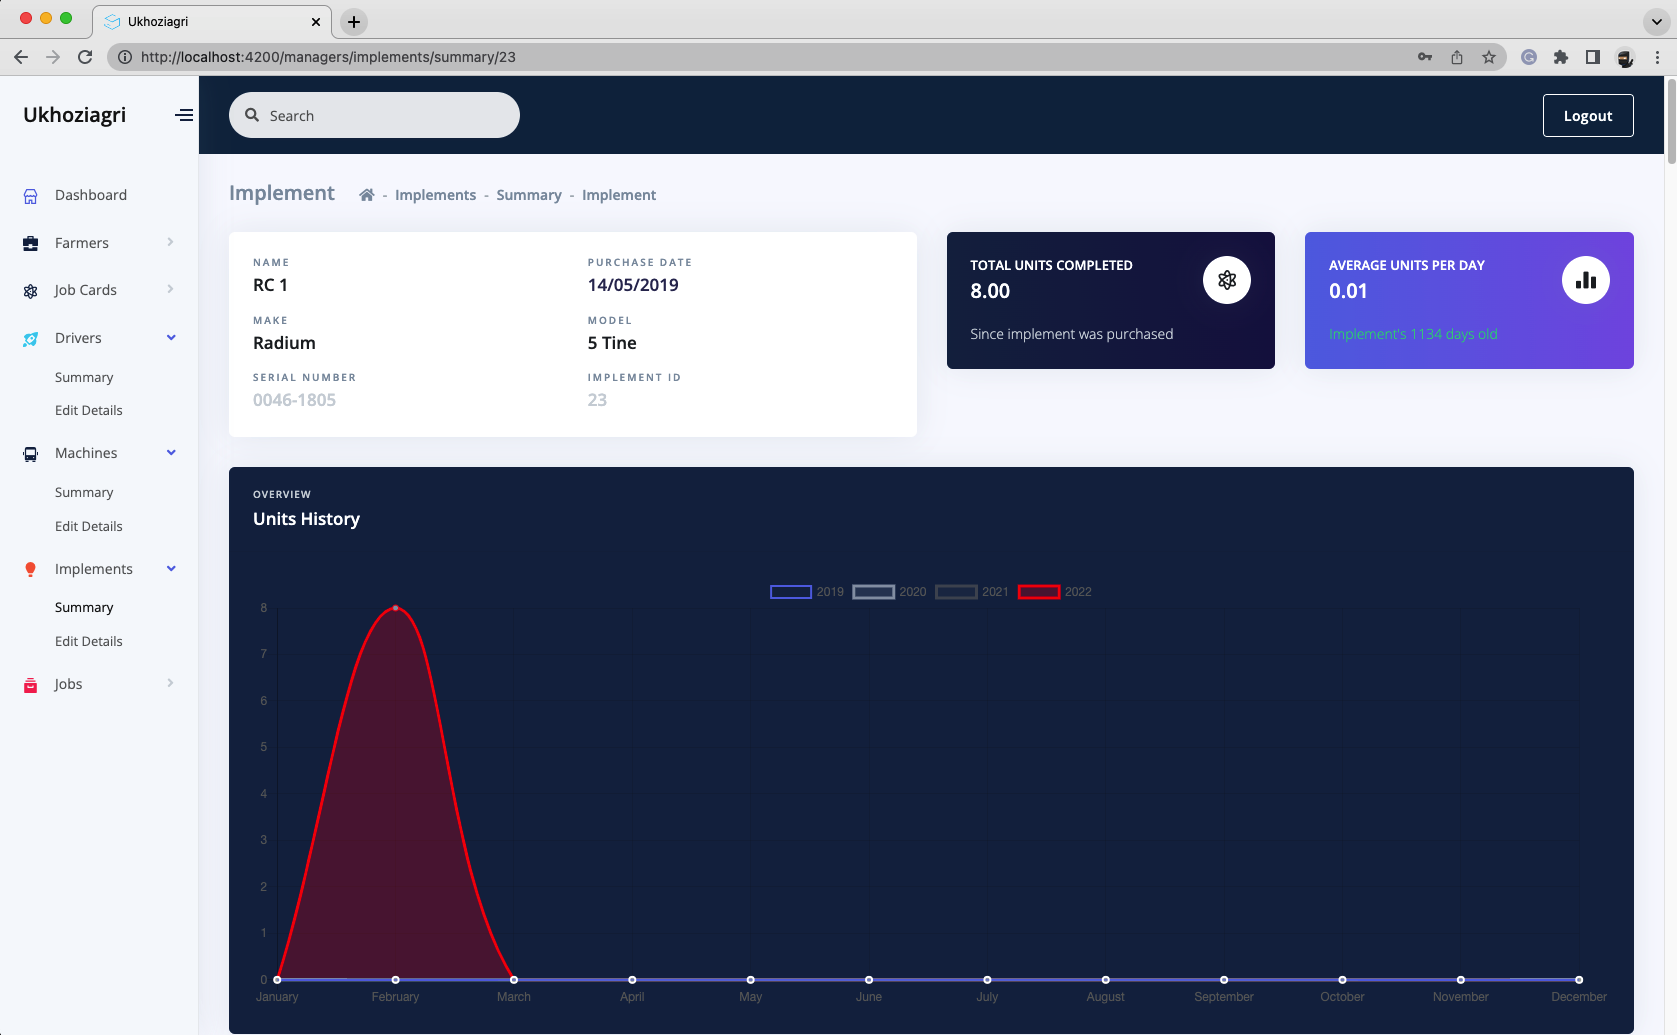 Ukhoziagri
http://localhost:4200/managers/implements/summary/23
Ukhoziagri
Search
Logout
Dashboard
Farmers
Job Cards
Drivers
Summary
Edit Details
Machines
Summary
Edit Details
Implements
Summary
Edit Details
Jobs
Implement
- Implements - Summary - Implement
NAME
RC 1
PURCHASE DATE
14/05/2019
MAKE
Radium
MODEL
5 Tine
SERIAL NUMBER
0046-1805
IMPLEMENT ID
23
TOTAL UNITS COMPLETED
8.00
Since implement was purchased
AVERAGE UNITS PER DAY
0.01
Implement's 1134 days old
OVERVIEW
Units History
2019 2020 2021 2022
8
7
6
5
4
3
2
1
0
January February March April May June July August September October November December